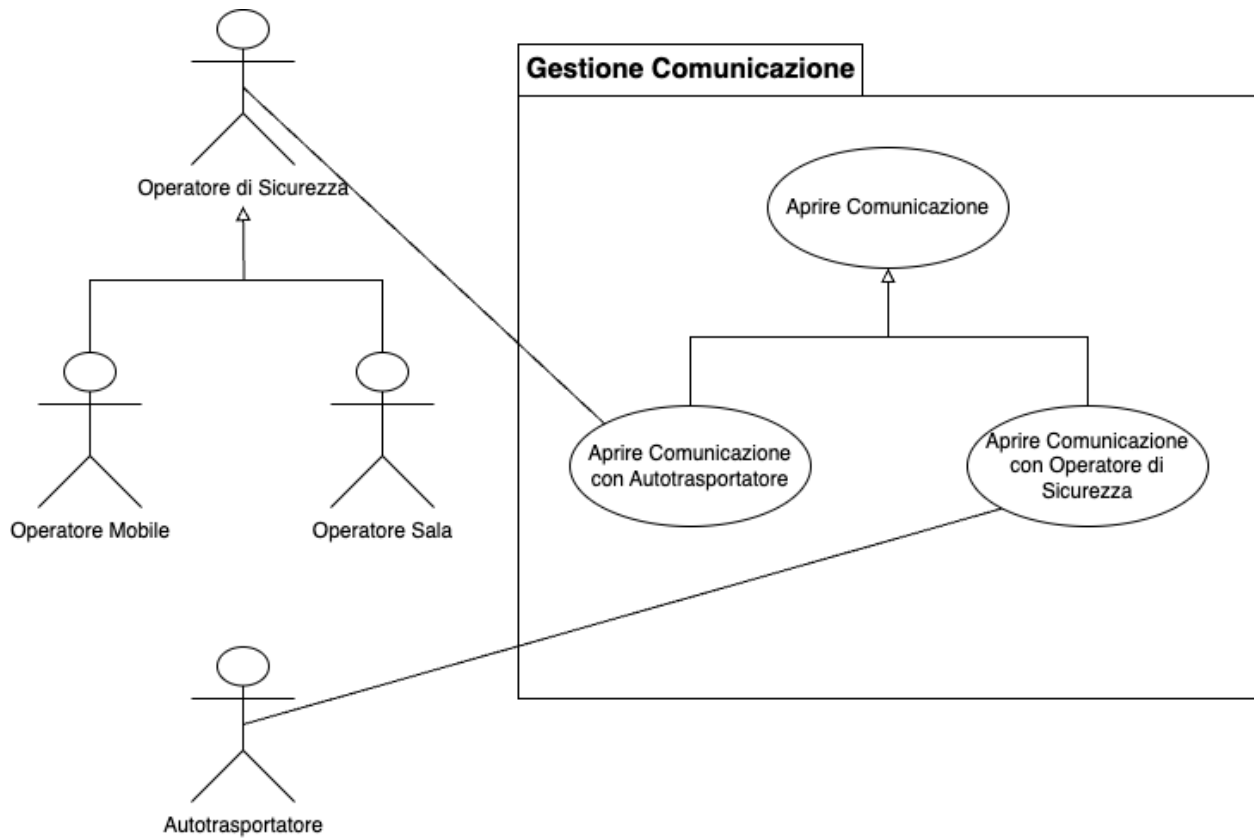 Gestione Comunicazione
Operatore di Sicurezza
Aprire Comunicazione
Aprire Comunicazione
con Autotrasportatore
Aprire Comunicazione
con Operatore di
Sicurezza
Operatore Mobile
Operatore Sala
Autotrasportatore